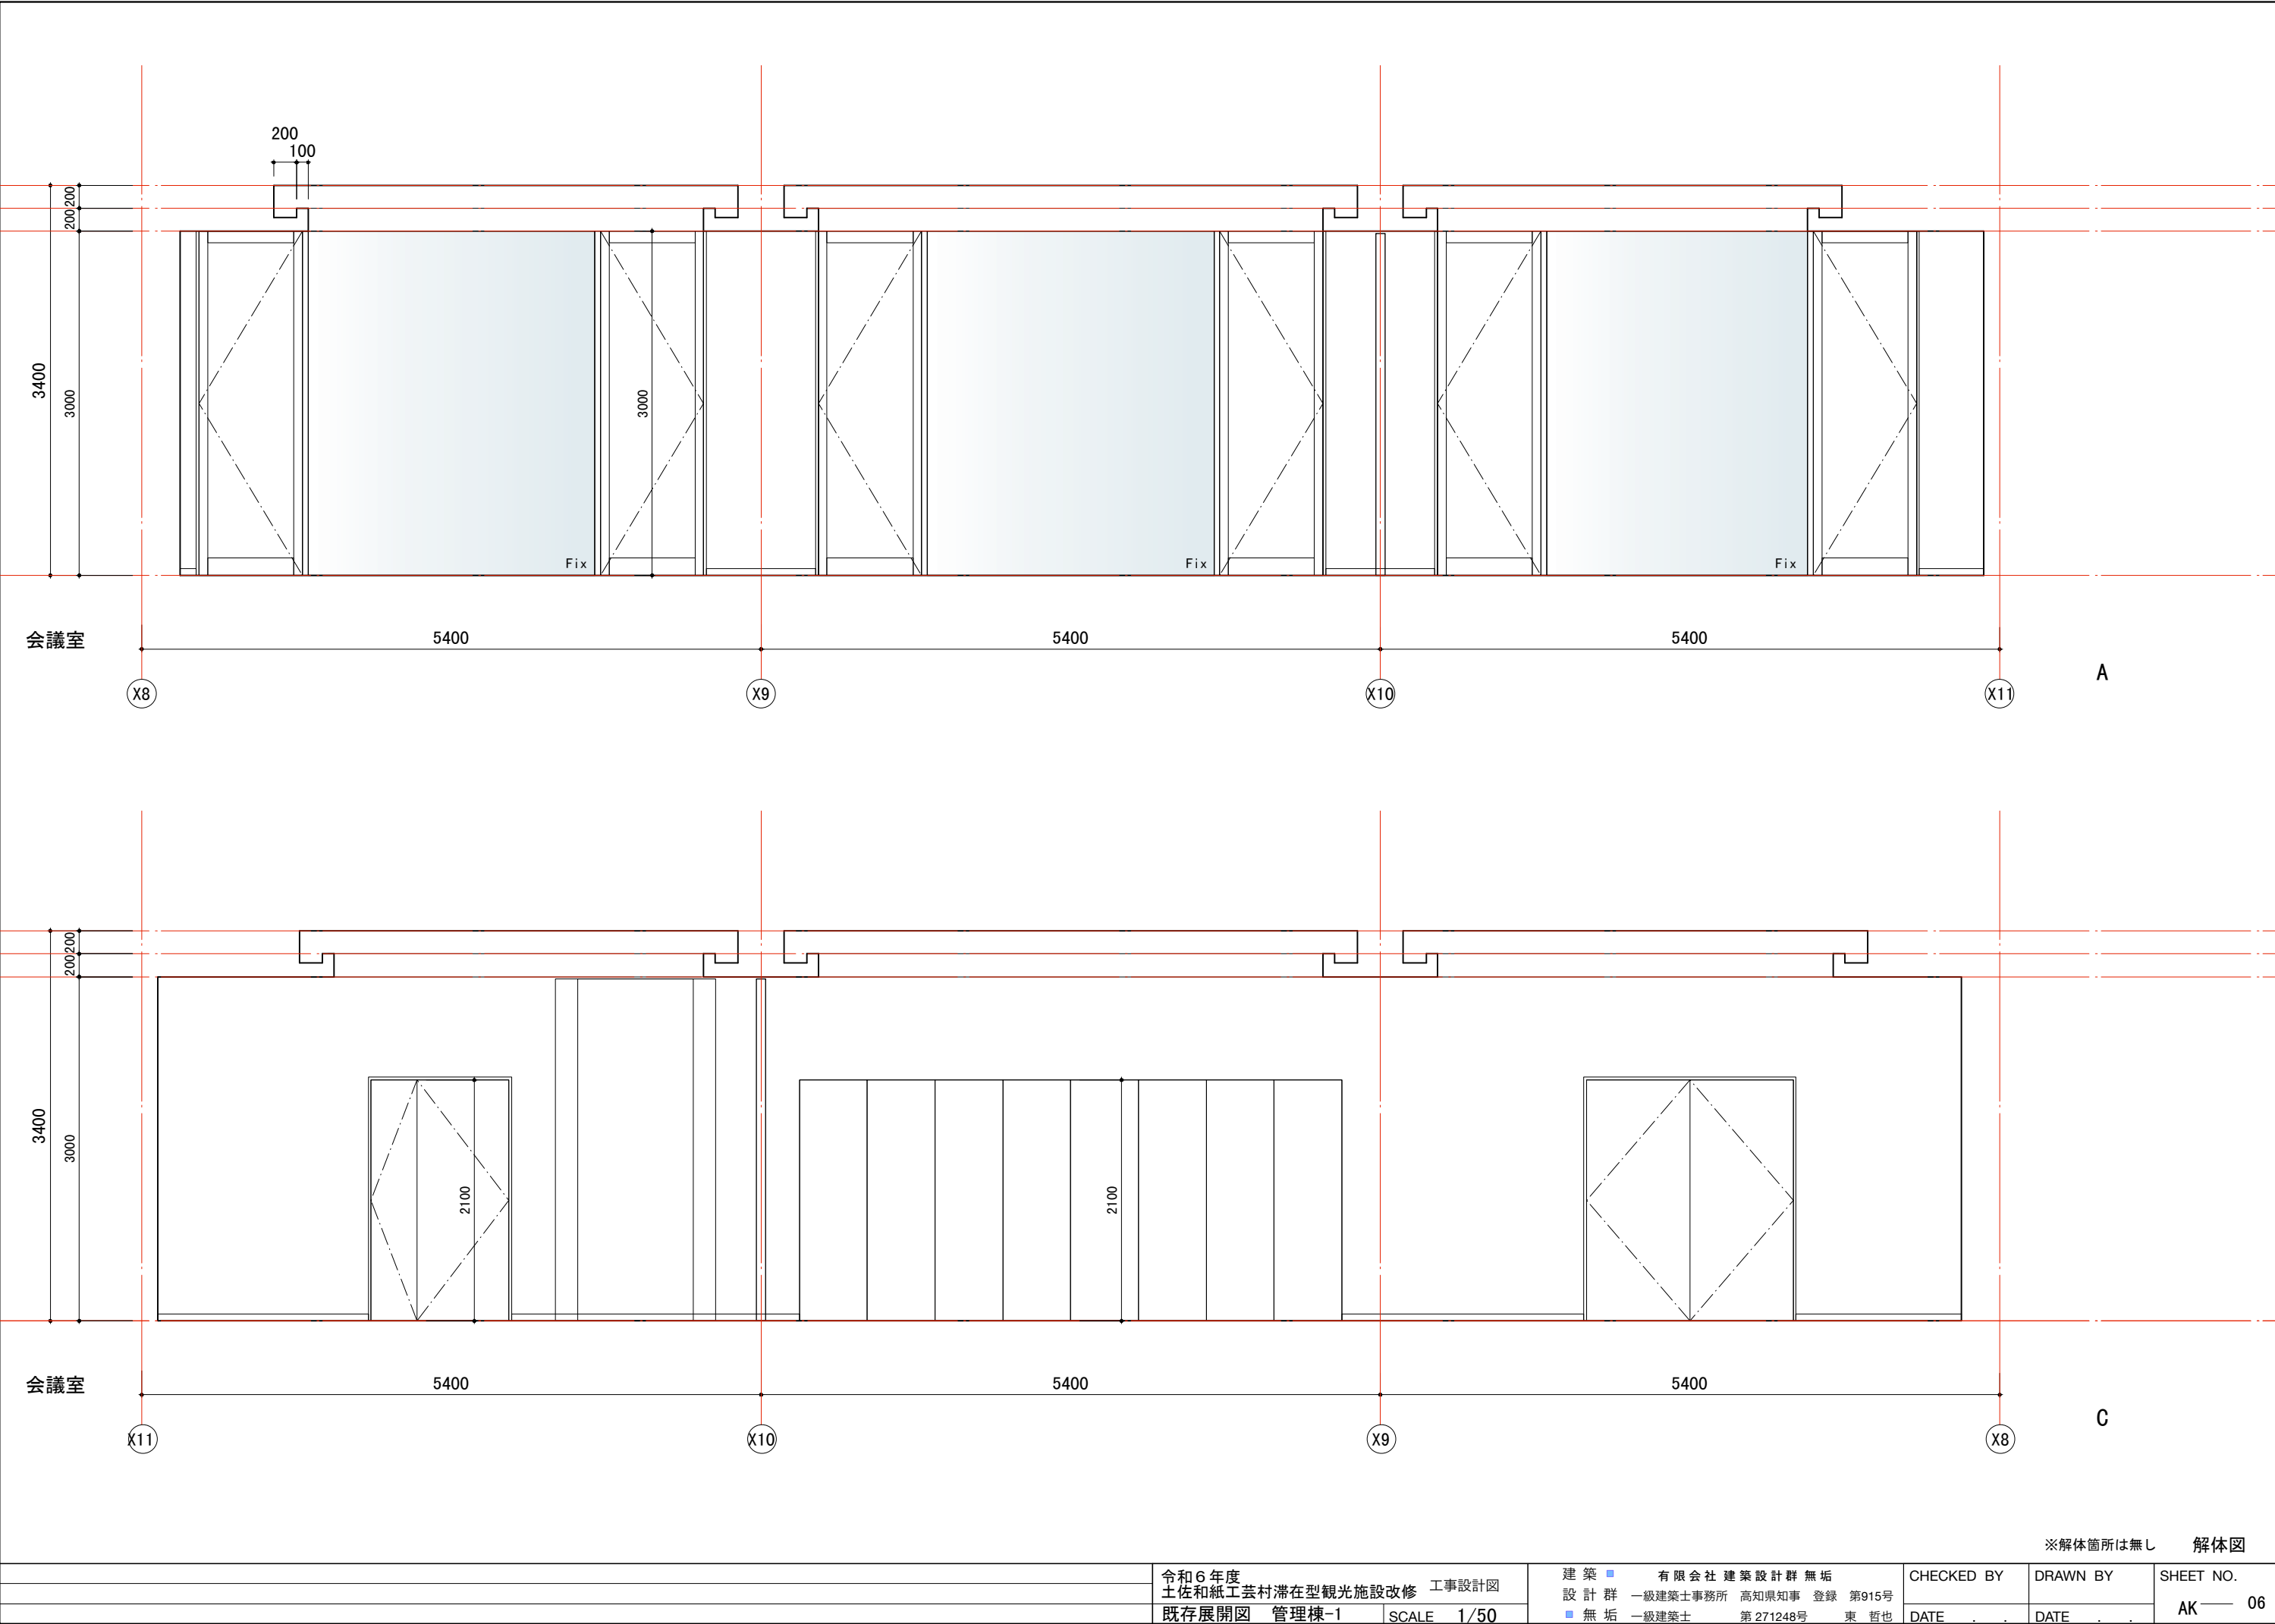 200
100
200
200
3400
3000
3000
Fix
Fix
Fix
会議室
5400
5400
5400
X8
X9
X10
X11
A
200
200
3400
3000
2100
2100
会議室
5400
5400
5400
X11
X10
X9
X8
C
※解体箇所は無し 解体図
令和6年度
土佐和紙工芸村滞在型観光施設改修 工事設計図
既存展開図 管理棟-1 SCALE 1/50
建築 有限会社 建築設計群 無垢
設計群 一級建築士事務所 高知県知事 登録 第915号
無垢 一級建築士 第271248号 東 哲也
CHECKED BY
DATE . .
DRAWN BY
DATE . .
SHEET NO.
AK 06